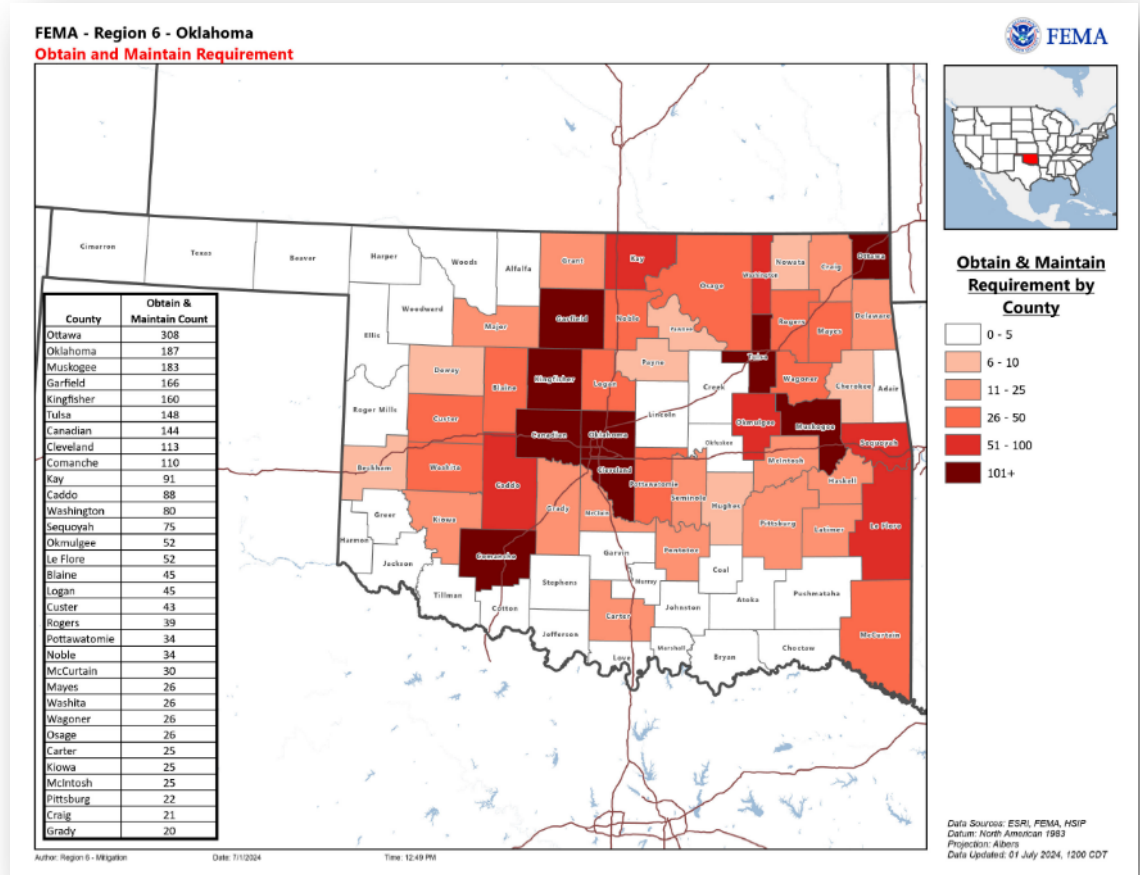 FEMA - Region 6 - Oklahoma
Obtain and Maintain Requirement
FEMA
Cimarron
Texas
Beaver
Harper
Woods
Alfalfa
Grant
Kay
Osage
Washington
Nowata
Craig
Ottawa
Ellis
Woodward
Major
Garfield
Noble
Pawnee
Rogers
Mayes
Delaware
Roger Mills
Dewey
Blaine
Kingfisher
Logan
Payne
Creek
Tulsa
Wagoner
Cherokee
Adair
Custer
Canadian
Oklahoma
Lincoln
Okfuskee
Okmulgee
Muskogee
Sequoyah
Beckham
Washita
Caddo
Grady
McClain
Cleveland
Pottawatomie
Seminole
Hughes
McIntosh
Haskell
Pittsburg
Latimer
Le Flore
Greer
Kiowa
Comanche
Harmon
Jackson
Tillman
Cotton
Stephens
Garvin
Murray
Pontotoc
Coal
Atoka
Pushmataha
McCurtain
Jefferson
Carter
Johnston
Love
Marshall
Bryan
Choctaw
County Obtain & Maintain Count
Ottawa 308
Oklahoma 187
Muskogee 183
Garfield 166
Kingfisher 160
Tulsa 148
Canadian 144
Cleveland 113
Comanche 110
Kay 91
Caddo 88
Washington 80
Sequoyah 75
Okmulgee 52
Le Flore 52
Blaine 45
Logan 45
Custer 43
Rogers 39
Pottawatomie 34
Noble 34
McCurtain 30
Mayes 26
Washita 26
Wagoner 26
Osage 26
Carter 25
Kiowa 25
McIntosh 25
Pittsburg 22
Craig 21
Grady 20
Obtain & Maintain
Requirement by
County
0 - 5
6 - 10
11 - 25
26 - 50
51 - 100
101+
Data Sources: ESRI, FEMA, HSIP
Datum: North American 1983
Projection: Albers
Data Updated: 01 July 2024, 1200 CDT
Author: Region 6 - Mitigation Date: 7/1/2024 Time: 12:49 PM